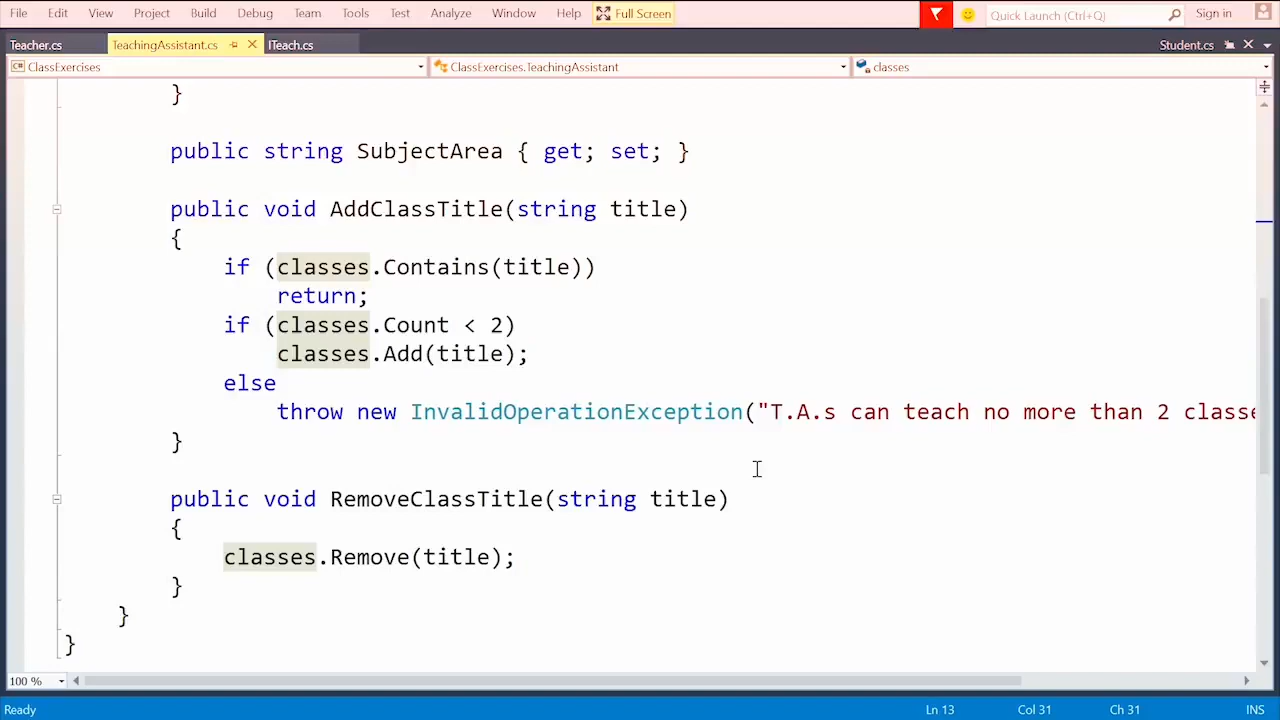 File Edit View Project Build Debug Team Tools Test Analyze Window Help Full Screen Quick Launch (Ctrl+Q) Sign in
Teacher.cs TeachingAssistant.cs ITeach.cs Student.cs
C# ClassExercises ClassExercises.TeachingAssistant classes
}
public string SubjectArea { get; set; }
public void AddClassTitle(string title)
{
if (classes.Contains(title))
return;
if (classes.Count < 2)
classes.Add(title);
else
throw new InvalidOperationException("T.A.s can teach no more than 2 classe
}
public void RemoveClassTitle(string title)
{
classes.Remove(title);
}
}
}
100 %
Ready Ln 13 Col 31 Ch 31 INS